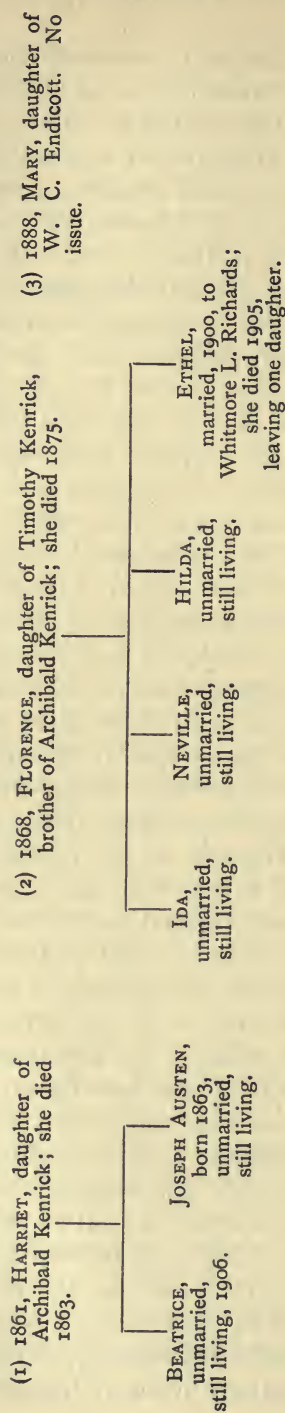 (1) 1861, HARRIET, daughter of
Archibald Kenrick; she died
1863.
BEATRICE,
unmarried,
still living, 1906.
JOSEPH AUSTEN,
born 1863,
unmarried,
still living.
(2) 1868, FLORENCE, daughter of Timothy Kenrick,
brother of Archibald Kenrick; she died 1875.
IDA,
unmarried,
still living.
NEVILLE,
unmarried,
still living.
HILDA,
unmarried,
still living.
ETHEL,
married, 1900, to
Whitmore L. Richards;
she died 1905,
leaving one daughter.
(3) 1888, MARY, daughter of
W. C. Endicott. No
issue.